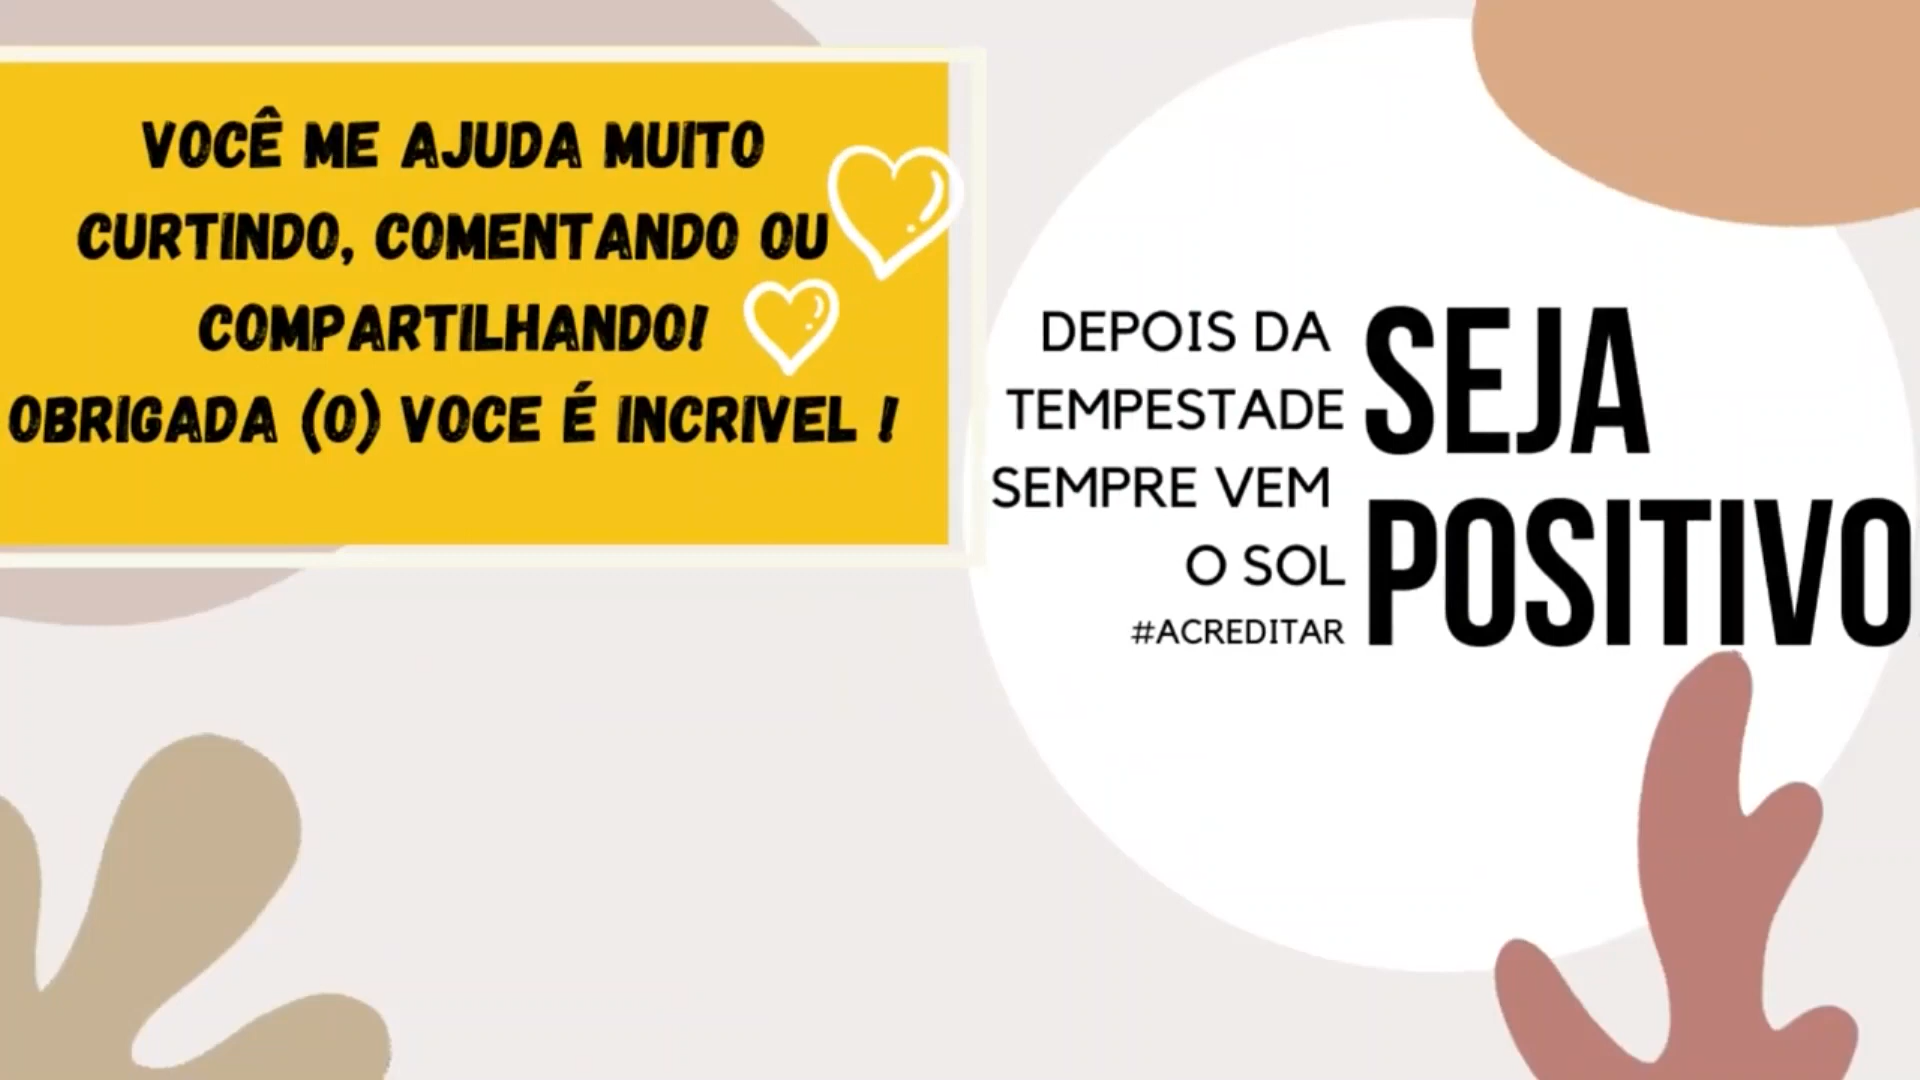 VOCÊ ME AJUDA MUITO
CURTINDO, COMENTANDO OU
COMPARTILHANDO!
OBRIGADA (O) VOCE É INCRIVEL !
DEPOIS DA
TEMPESTADE
SEMPRE VEM
O SOL
#ACREDITAR
SEJA
POSITIVO